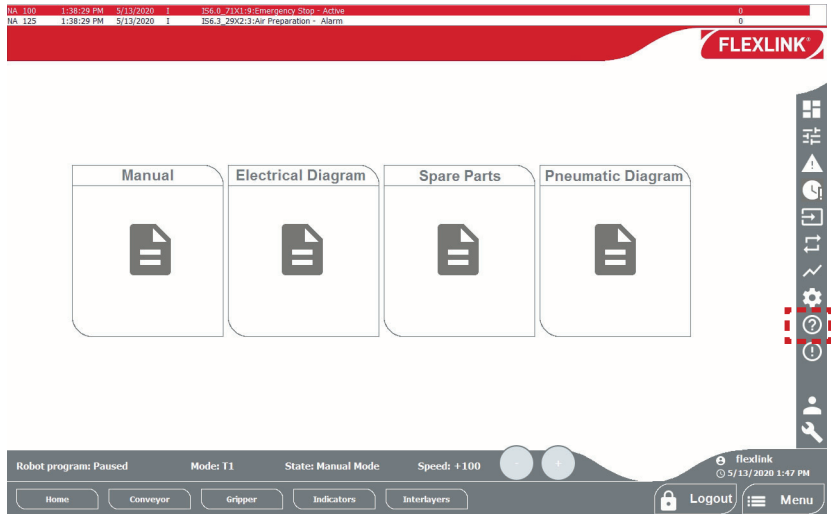 NA 100 1:38:29 PM 5/13/2020 I IS6.0_71X1:9:Emergency Stop - Active 0
NA 125 1:38:29 PM 5/13/2020 I IS6.3_29X2:3:Air Preparation - Alarm 0
FLEXLINK®
Manual Electrical Diagram Spare Parts Pneumatic Diagram
Robot program: Paused Mode: T1 State: Manual Mode Speed: +100 - +
flexlink
5/13/2020 1:47 PM
Home Conveyor Gripper Indicators Interlayers Logout Menu